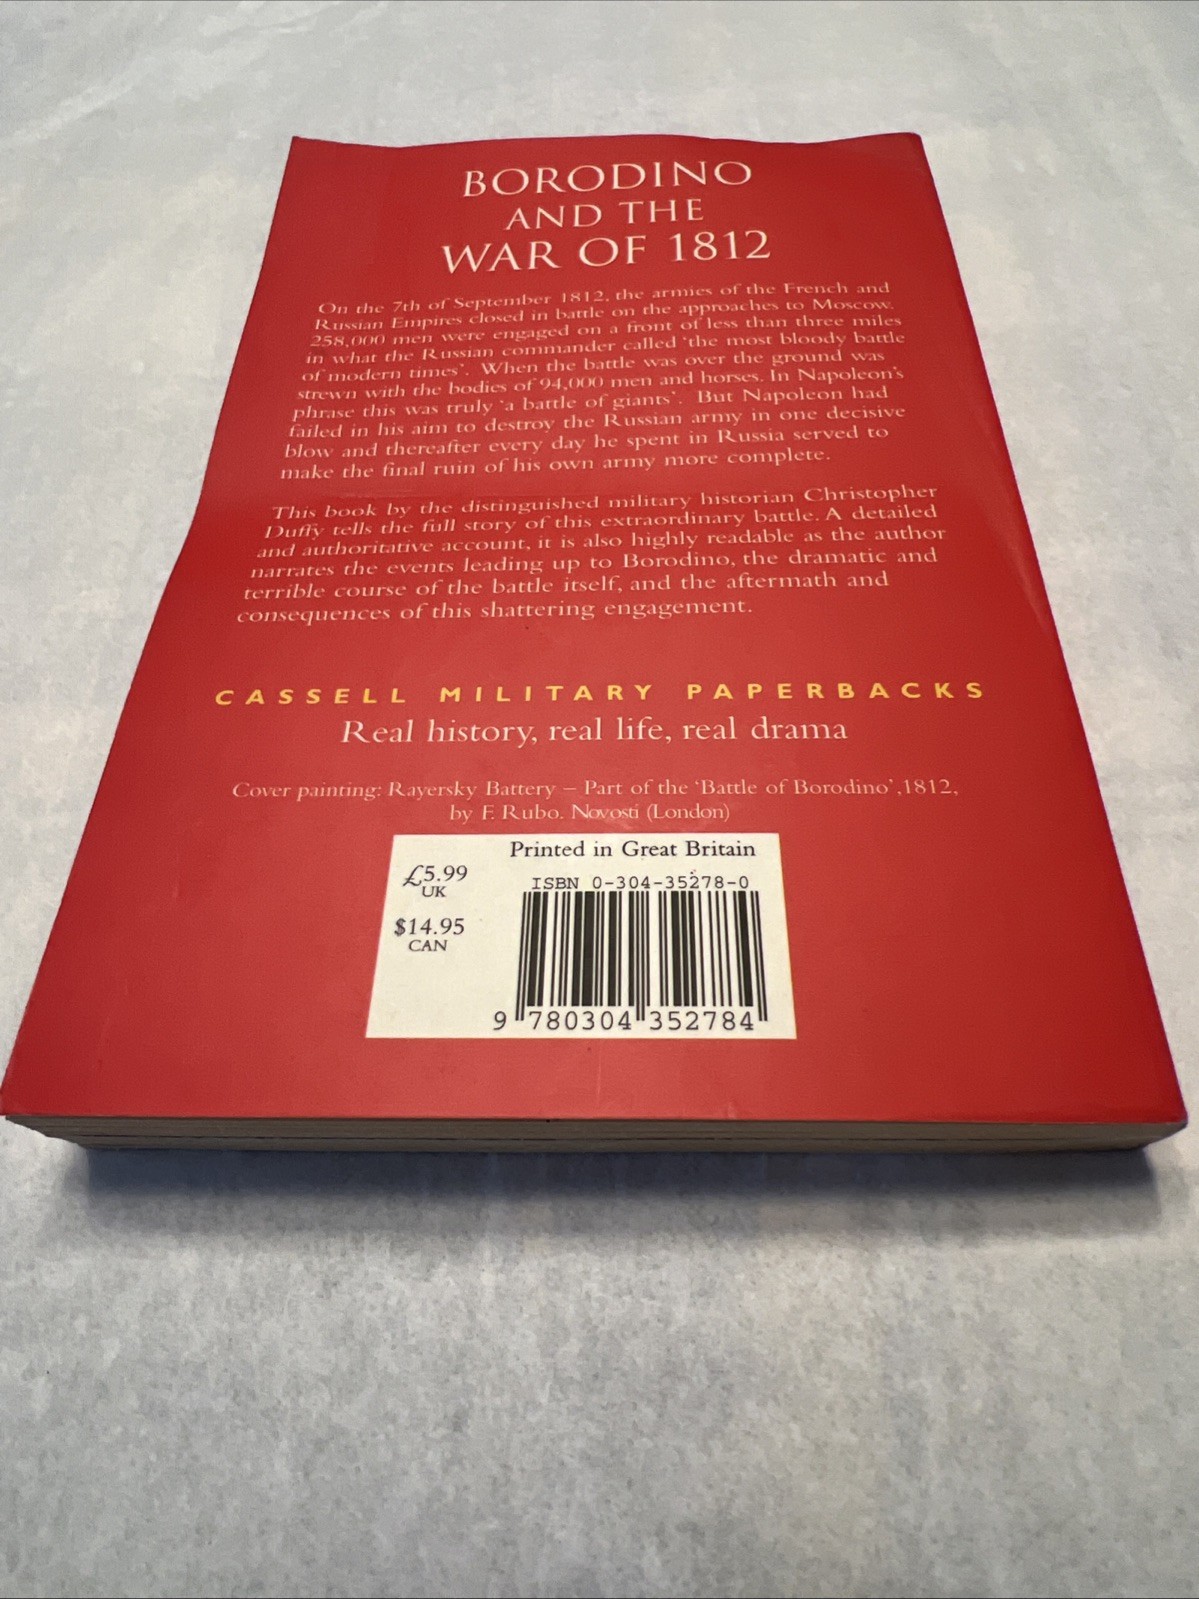 BORODINO
AND THE
WAR OF 1812
On the 7th of September 1812, the armies of the French and
Russian Empires closed in battle on the approaches to Moscow.
258,000 men were engaged on a front of less than three miles
in what the Russian commander called 'the most bloody battle
of modern times'. When the battle was over the ground was
strewn with the bodies of 94,000 men and horses. In Napoleon's
phrase this was truly 'a battle of giants'. But Napoleon had
failed in his aim to destroy the Russian army in one decisive
blow and thereafter every day he spent in Russia served to
make the final ruin of his own army more complete.
This book by the distinguished military historian Christopher
Duffy tells the full story of this extraordinary battle. A detailed
and authoritative account, it is also highly readable as the author
narrates the events leading up to Borodino, the dramatic and
terrible course of the battle itself, and the aftermath and
consequences of this shattering engagement.
CASSELL MILITARY PAPERBACKS
Real history, real life, real drama
Cover painting: Rayersky Battery – Part of the 'Battle of Borodino',1812,
by F. Rubo. Novosti (London)
Printed in Great Britain
£5.99
UK
$14.95
CAN
ISBN 0-304-35278-0
9 780304 352784